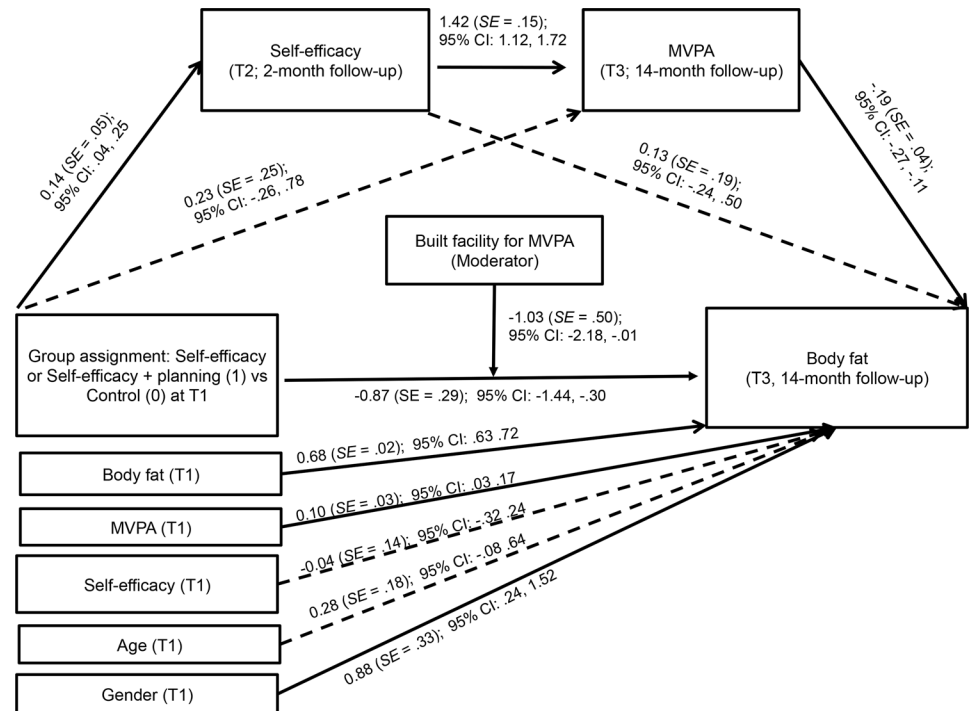 Self-efficacy
(T2; 2-month follow-up)
1.42 (SE = .15);
95% CI: 1.12, 1.72
MVPA
(T3; 14-month follow-up)
0.14 (SE = .05);
95% CI: .04, .25
0.23 (SE = .25);
95% CI: -.26, .78
0.13 (SE = .19);
95% CI: -.24, .50
-.19 (SE = .04);
95% CI: -.27, -.11
Built facility for MVPA
(Moderator)
-1.03 (SE = .50);
95% CI: -2.18, -.01
Group assignment: Self-efficacy
or Self-efficacy + planning (1) vs
Control (0) at T1
-0.87 (SE = .29); 95% CI: -1.44, -.30
Body fat
(T3, 14-month follow-up)
Body fat (T1)
0.68 (SE = .02); 95% CI: .63 .72
MVPA (T1)
0.10 (SE = .03); 95% CI: .03 .17
Self-efficacy (T1)
-0.04 (SE = .14); 95% CI: -.32 .24
Age (T1)
0.28 (SE = .18); 95% CI: -.08 .64
Gender (T1)
0.88 (SE = .33); 95% CI: .24, 1.52